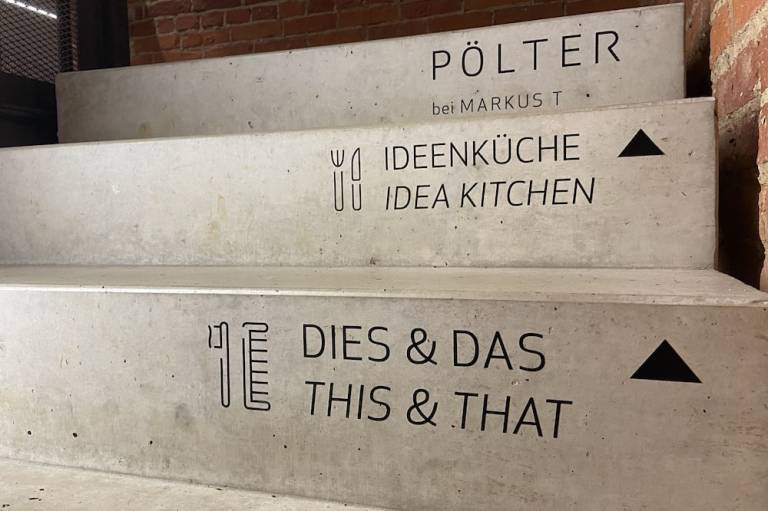 PÖLTER
bei MARKUS T
IDEENKÜCHE
IDEA KITCHEN
DIES & DAS
THIS & THAT